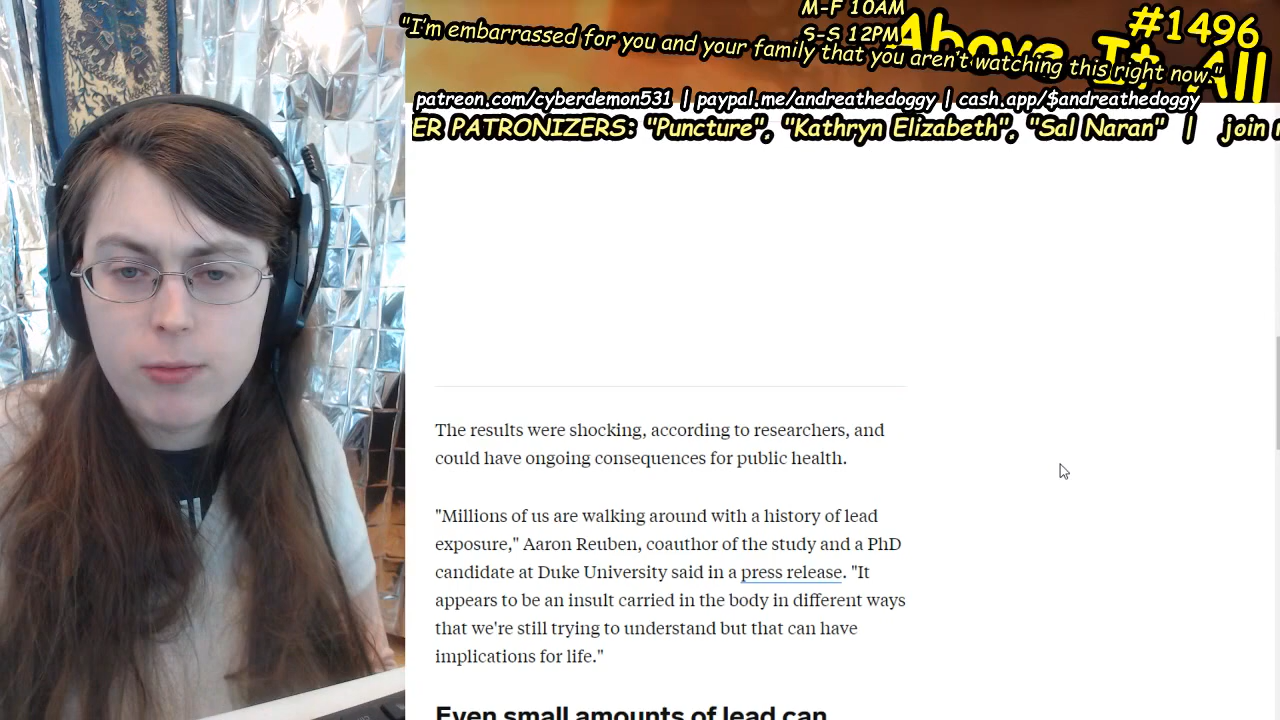 M-F 10AM
S-S 12PM
Above It All
#1496
"I'm embarrassed for you and your family that you aren't watching this right now."
patreon.com/cyberdemon531 | paypal.me/andreathedoggy | cash.app/$andreathedoggy
ER PATRONIZERS: "Puncture", "Kathryn Elizabeth", "Sal Naran" | join
The results were shocking, according to researchers, and
could have ongoing consequences for public health.
"Millions of us are walking around with a history of lead
exposure," Aaron Reuben, coauthor of the study and a PhD
candidate at Duke University said in a press release. "It
appears to be an insult carried in the body in different ways
that we're still trying to understand but that can have
implications for life."
Even small amounts of lead can